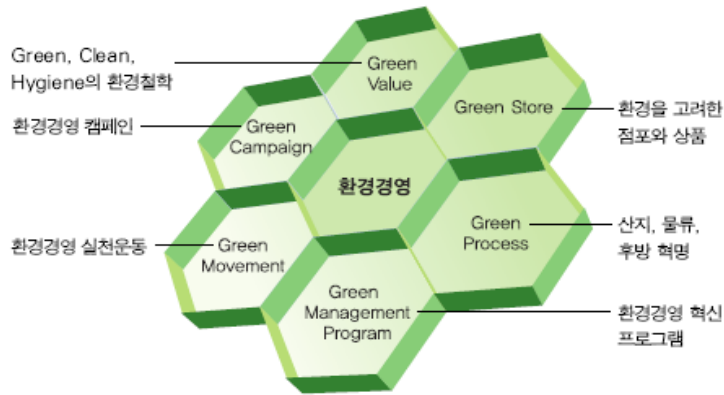 Green, Clean,
Hygiene의 환경철학
Green
Value
Green Store
환경을 고려한
점포와 상품
환경경영 캠페인
Green
Campaign
환경경영
Green
Process
산지, 물류,
후방 혁명
환경경영 실천운동
Green
Movement
Green
Management
Program
환경경영 혁신
프로그램